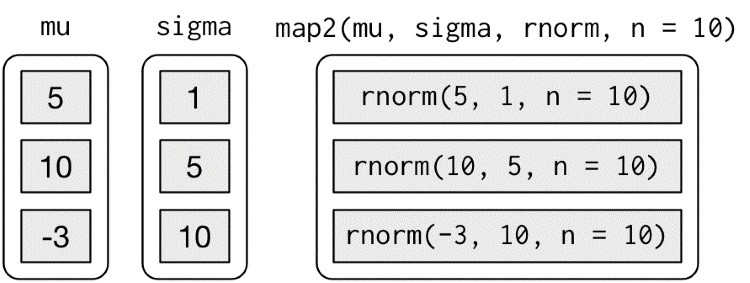 mu sigma map2(mu, sigma, rnorm, n = 10)
5 1 rnorm(5, 1, n = 10)
10 5 rnorm(10, 5, n = 10)
-3 10 rnorm(−3, 10, n = 10)